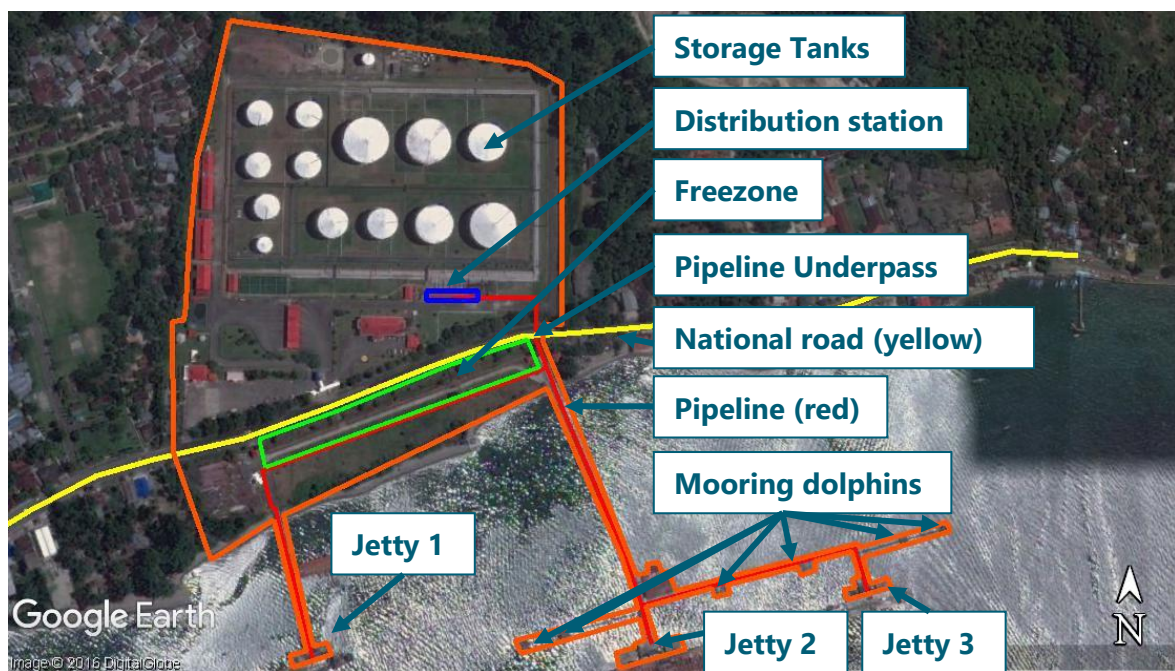 Storage Tanks
Distribution station
Freezone
Pipeline Underpass
National road (yellow)
Pipeline (red)
Mooring dolphins
Jetty 1
Jetty 2
Jetty 3
N
Google Earth
Image © 2016 DigitalGlobe